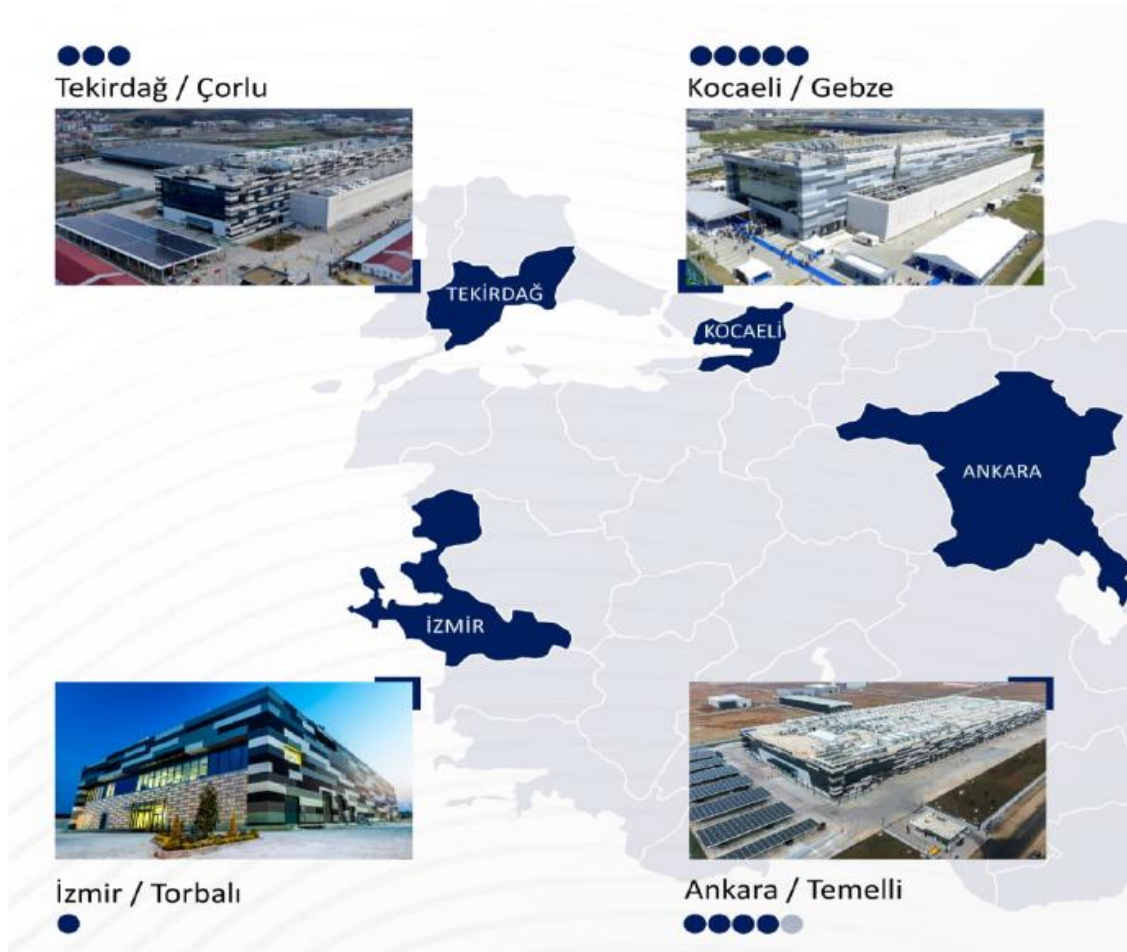 Tekirdağ / Çorlu
Kocaeli / Gebze
TEKİRDAĞ
KOCAELİ
ANKARA
İZMİR
İzmir / Torbalı
Ankara / Temelli